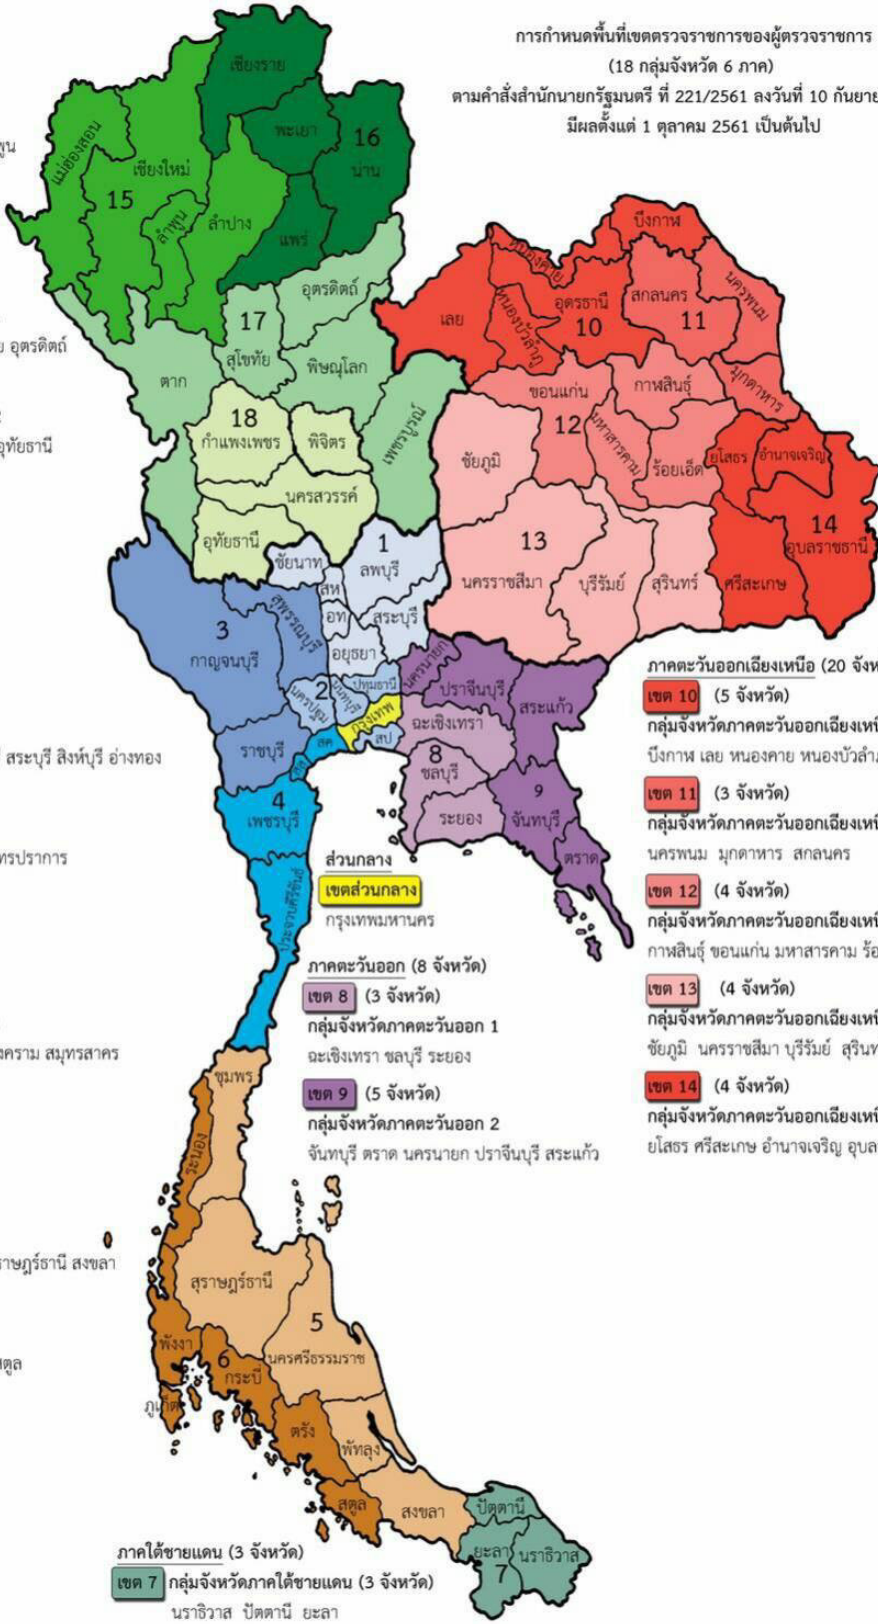 การกำหนดพื้นที่เขตตรวจราชการของผู้ตรวจราชการ
(18 กลุ่มจังหวัด 6 ภาค)
ตามคำสั่งสำนักนายกรัฐมนตรี ที่ 221/2561 ลงวันที่ 10 กันยาย
มีผลตั้งแต่ 1 ตุลาคม 2561 เป็นต้นไป
เชียงราย
พะเยา
16
น่าน
แม่ฮ่องสอน
เชียงใหม่
15
ลำพูน
ลำปาง
แพร่
พูน
บึงกาฬ
หนองคาย
นครพนม
เลย
หนองบัวลำภู
อุดรธานี
10
สกลนคร
11
อุตรดิตถ์
17
สุโขทัย
พิษณุโลก
ตาก
ย อุตรดิตถ์
เพชรบูรณ์
18
กำแพงเพชร
พิจิตร
อุทัยธานี
นครสวรรค์
อุทัยธานี
ขอนแก่น
กาฬสินธุ์
มุกดาหาร
12
มหาสารคาม
ร้อยเอ็ด
ยโสธร
อำนาจเจริญ
ชัยภูมิ
14
อุบลราชธานี
13
นครราชสีมา
บุรีรัมย์
สุรินทร์
ศรีสะเกษ
1
ลพบุรี
ชัยนาท
สห
อท
สระบุรี
อยุธยา
สุพรรณบุรี
3
กาญจนบุรี
2
นครปฐม
นนทบุรี
ปทุมธานี
กรุงเทพ
สป
สค
ราชบุรี
นครนายก
ปราจีนบุรี
สระแก้ว
ฉะเชิงเทรา
8
ชลบุรี
ระยอง
9
จันทบุรี
ตราด
4
เพชรบุรี
ประจวบคีรีขันธ์
สระบุรี สิงห์บุรี อ่างทอง
ทรปราการ
งคราม สมุทรสาคร
ราษฎร์ธานี สงขลา
สตูล
ส่วนกลาง
เขตส่วนกลาง
กรุงเทพมหานคร
ภาคตะวันออก (8 จังหวัด)
เขต 8 (3 จังหวัด)
กลุ่มจังหวัดภาคตะวันออก 1
ฉะเชิงเทรา ชลบุรี ระยอง
เขต 9 (5 จังหวัด)
กลุ่มจังหวัดภาคตะวันออก 2
จันทบุรี ตราด นครนายก ปราจีนบุรี สระแก้ว
ภาคตะวันออกเฉียงเหนือ (20 จังห
เขต 10 (5 จังหวัด)
กลุ่มจังหวัดภาคตะวันออกเฉียงเหนื
บึงกาฬ เลย หนองคาย หนองบัวลำภ
เขต 11 (3 จังหวัด)
กลุ่มจังหวัดภาคตะวันออกเฉียงเหนื
นครพนม มุกดาหาร สกลนคร
เขต 12 (4 จังหวัด)
กลุ่มจังหวัดภาคตะวันออกเฉียงเหนื
กาฬสินธุ์ ขอนแก่น มหาสารคาม ร้อ
เขต 13 (4 จังหวัด)
กลุ่มจังหวัดภาคตะวันออกเฉียงเหนื
ชัยภูมิ นครราชสีมา บุรีรัมย์ สุรินท
เขต 14 (4 จังหวัด)
กลุ่มจังหวัดภาคตะวันออกเฉียงเหนื
ยโสธร ศรีสะเกษ อำนาจเจริญ อุบล
ชุมพร
ระนอง
สุราษฎร์ธานี
5
นครศรีธรรมราช
พังงา
6
กระบี่
ภูเก็ต
ตรัง
พัทลุง
สตูล
สงขลา
ปัตตานี
ยะลา
7
นราธิวาส
ภาคใต้ชายแดน (3 จังหวัด)
เขต 7 กลุ่มจังหวัดภาคใต้ชายแดน (3 จังหวัด)
นราธิวาส ปัตตานี ยะลา